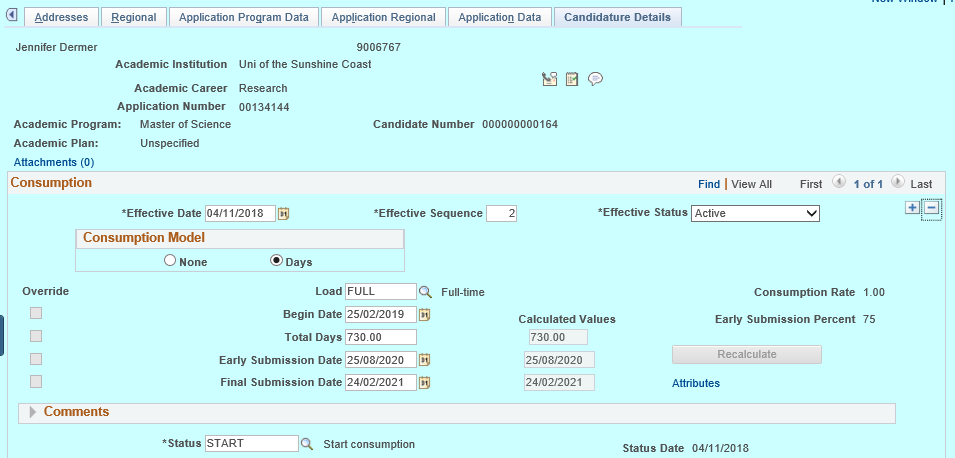 New Window
Addresses Regional Application Program Data Application Regional Application Data Candidature Details
Jennifer Dermer 9006767
Academic Institution Uni of the Sunshine Coast
Academic Career Research
Application Number 00134144
Academic Program: Master of Science Candidate Number 000000000164
Academic Plan: Unspecified
Attachments (0)
Consumption Find | View All First 1 of 1 Last
*Effective Date 04/11/2018 *Effective Sequence 2 *Effective Status Active
Consumption Model
None Days
Override Load FULL Full-time Consumption Rate 1.00
Begin Date 25/02/2019 Calculated Values Early Submission Percent 75
Total Days 730.00 730.00
Early Submission Date 25/08/2020 25/08/2020 Recalculate
Final Submission Date 24/02/2021 24/02/2021 Attributes
Comments
*Status START Start consumption Status Date 04/11/2018